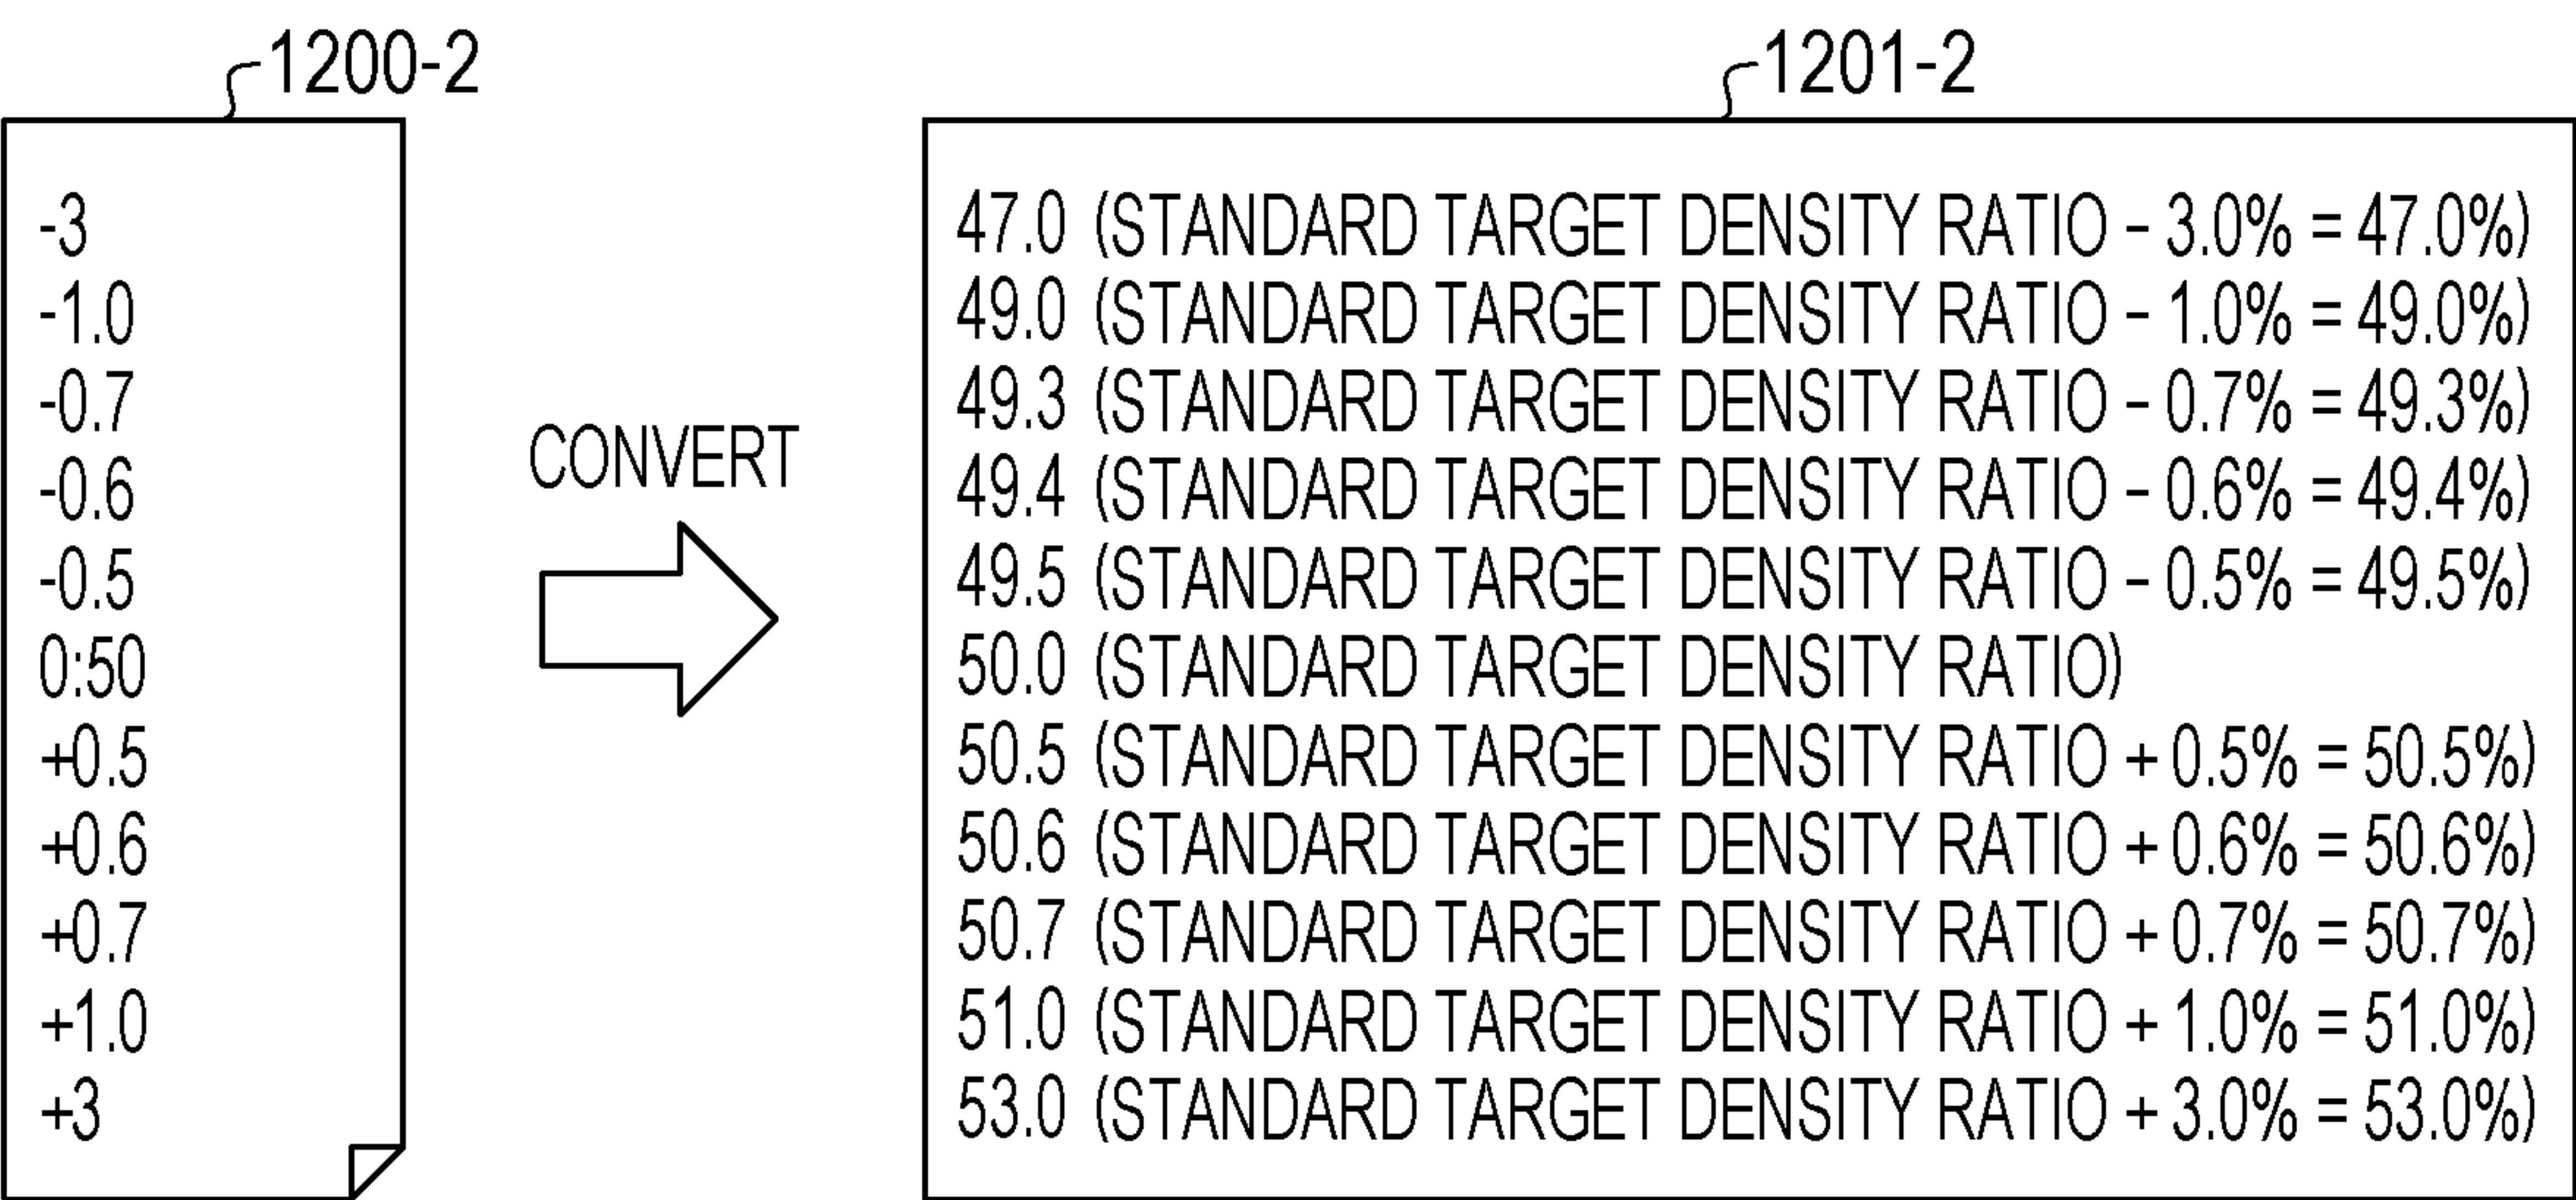 1200-2
-3
-1.0
-0.7
-0.6
-0.5
0:50
+0.5
+0.6
+0.7
+1.0
+3
CONVERT
1201-2
47.0 (STANDARD TARGET DENSITY RATIO - 3.0% = 47.0%)
49.0 (STANDARD TARGET DENSITY RATIO - 1.0% = 49.0%)
49.3 (STANDARD TARGET DENSITY RATIO - 0.7% = 49.3%)
49.4 (STANDARD TARGET DENSITY RATIO - 0.6% = 49.4%)
49.5 (STANDARD TARGET DENSITY RATIO - 0.5% = 49.5%)
50.0 (STANDARD TARGET DENSITY RATIO)
50.5 (STANDARD TARGET DENSITY RATIO + 0.5% = 50.5%)
50.6 (STANDARD TARGET DENSITY RATIO + 0.6% = 50.6%)
50.7 (STANDARD TARGET DENSITY RATIO + 0.7% = 50.7%)
51.0 (STANDARD TARGET DENSITY RATIO + 1.0% = 51.0%)
53.0 (STANDARD TARGET DENSITY RATIO + 3.0% = 53.0%)